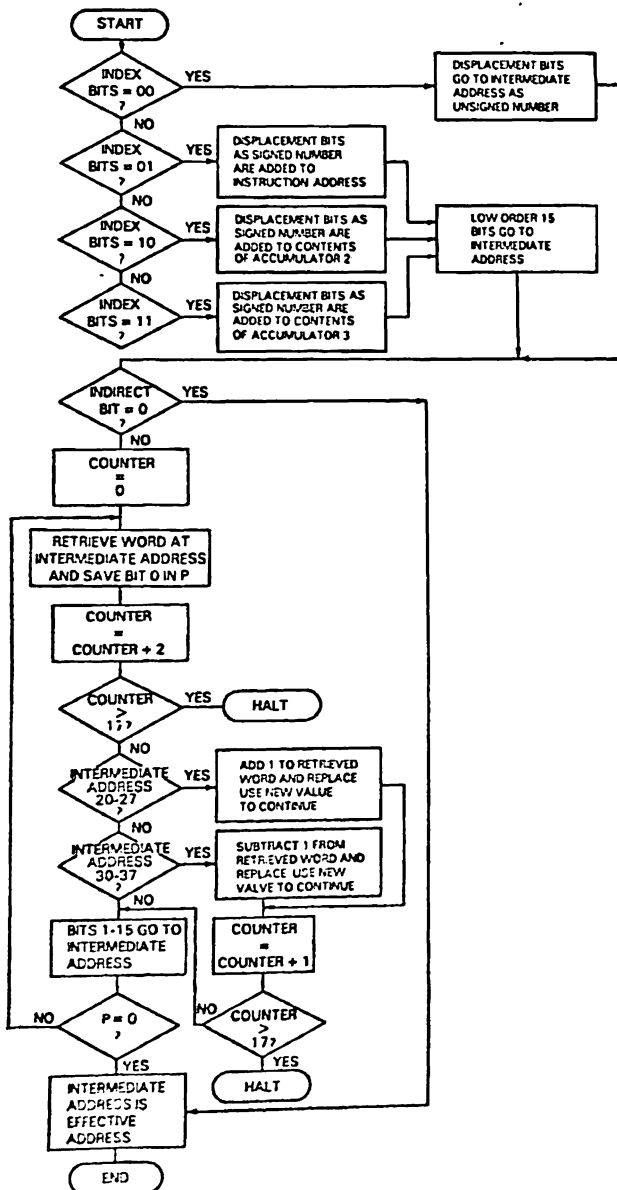 START
INDEX
BITS = 00
?
YES
NO
DISPLACEMENT BITS
GO TO INTERMEDIATE
ADDRESS AS
UNSIGNED NUMBER
INDEX
BITS = 01
?
YES
NO
DISPLACEMENT BITS
AS SIGNED NUMBER
ARE ADDED TO
INSTRUCTION ADDRESS
INDEX
BITS = 10
?
YES
NO
DISPLACEMENT BITS AS
SIGNED NUMBER ARE
ADDED TO CONTENTS
OF ACCUMULATOR 2
LOW ORDER 15
BITS GO TO
INTERMEDIATE
ADDRESS
INDEX
BITS = 11
?
YES
DISPLACEMENT BITS AS
SIGNED NUMBER ARE
ADDED TO CONTENTS
OF ACCUMULATOR 3
INDIRECT
BIT = 0
?
YES
NO
COUNTER
=
0
RETRIEVE WORD AT
INTERMEDIATE ADDRESS
AND SAVE BIT 0 IN P
COUNTER
=
COUNTER + 2
COUNTER
>
17?
YES
HALT
NO
INTERMEDIATE
ADDRESS
20-27
?
YES
NO
ADD 1 TO RETRIEVED
WORD AND REPLACE
USE NEW VALUE
TO CONTINUE
INTERMEDIATE
ADDRESS
30-37
?
YES
NO
SUBTRACT 1 FROM
RETRIEVED WORD AND
REPLACE USE NEW
VALVE TO CONTINUE
BITS 1-15 GO TO
INTERMEDIATE
ADDRESS
COUNTER
=
COUNTER + 1
P = 0
?
NO
YES
COUNTER
>
17?
NO
YES
HALT
INTERMEDIATE
ADDRESS IS
EFFECTIVE
ADDRESS
END